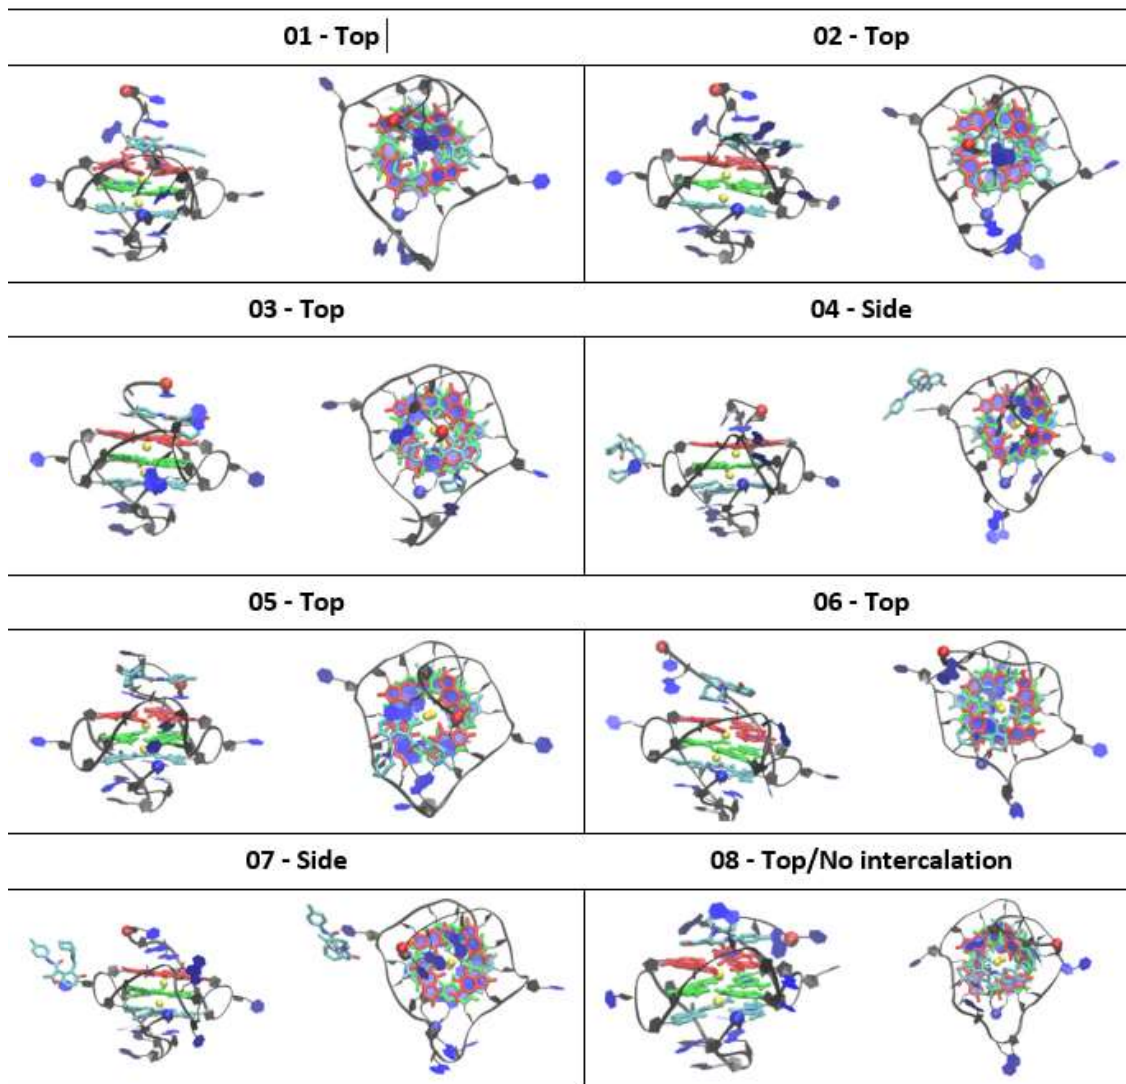 01 - Top
02 - Top
03 - Top
04 - Side
05 - Top
06 - Top
07 - Side
08 - Top/No intercalation